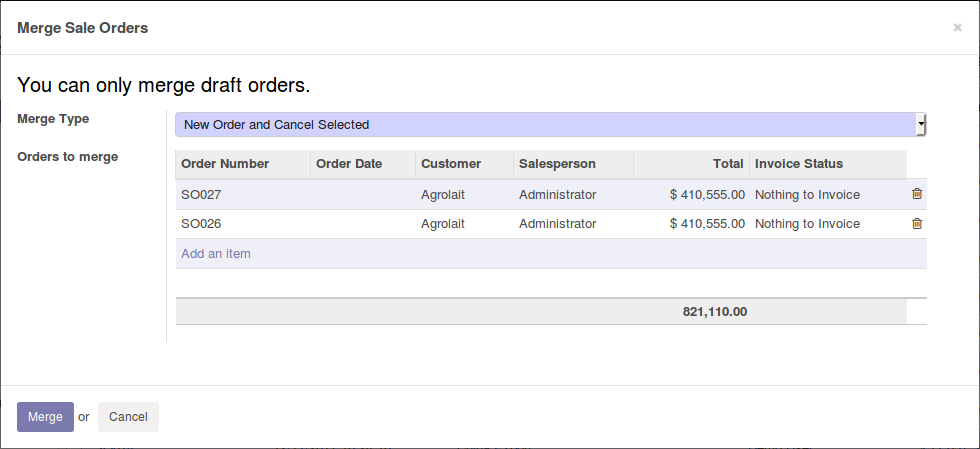 Merge Sale Orders ×
You can only merge draft orders.
Merge Type New Order and Cancel Selected
Orders to merge
Order Number Order Date Customer Salesperson Total Invoice Status
SO027 Agrolait Administrator $ 410,555.00 Nothing to Invoice
SO026 Agrolait Administrator $ 410,555.00 Nothing to Invoice
Add an item
821,110.00
Merge or Cancel